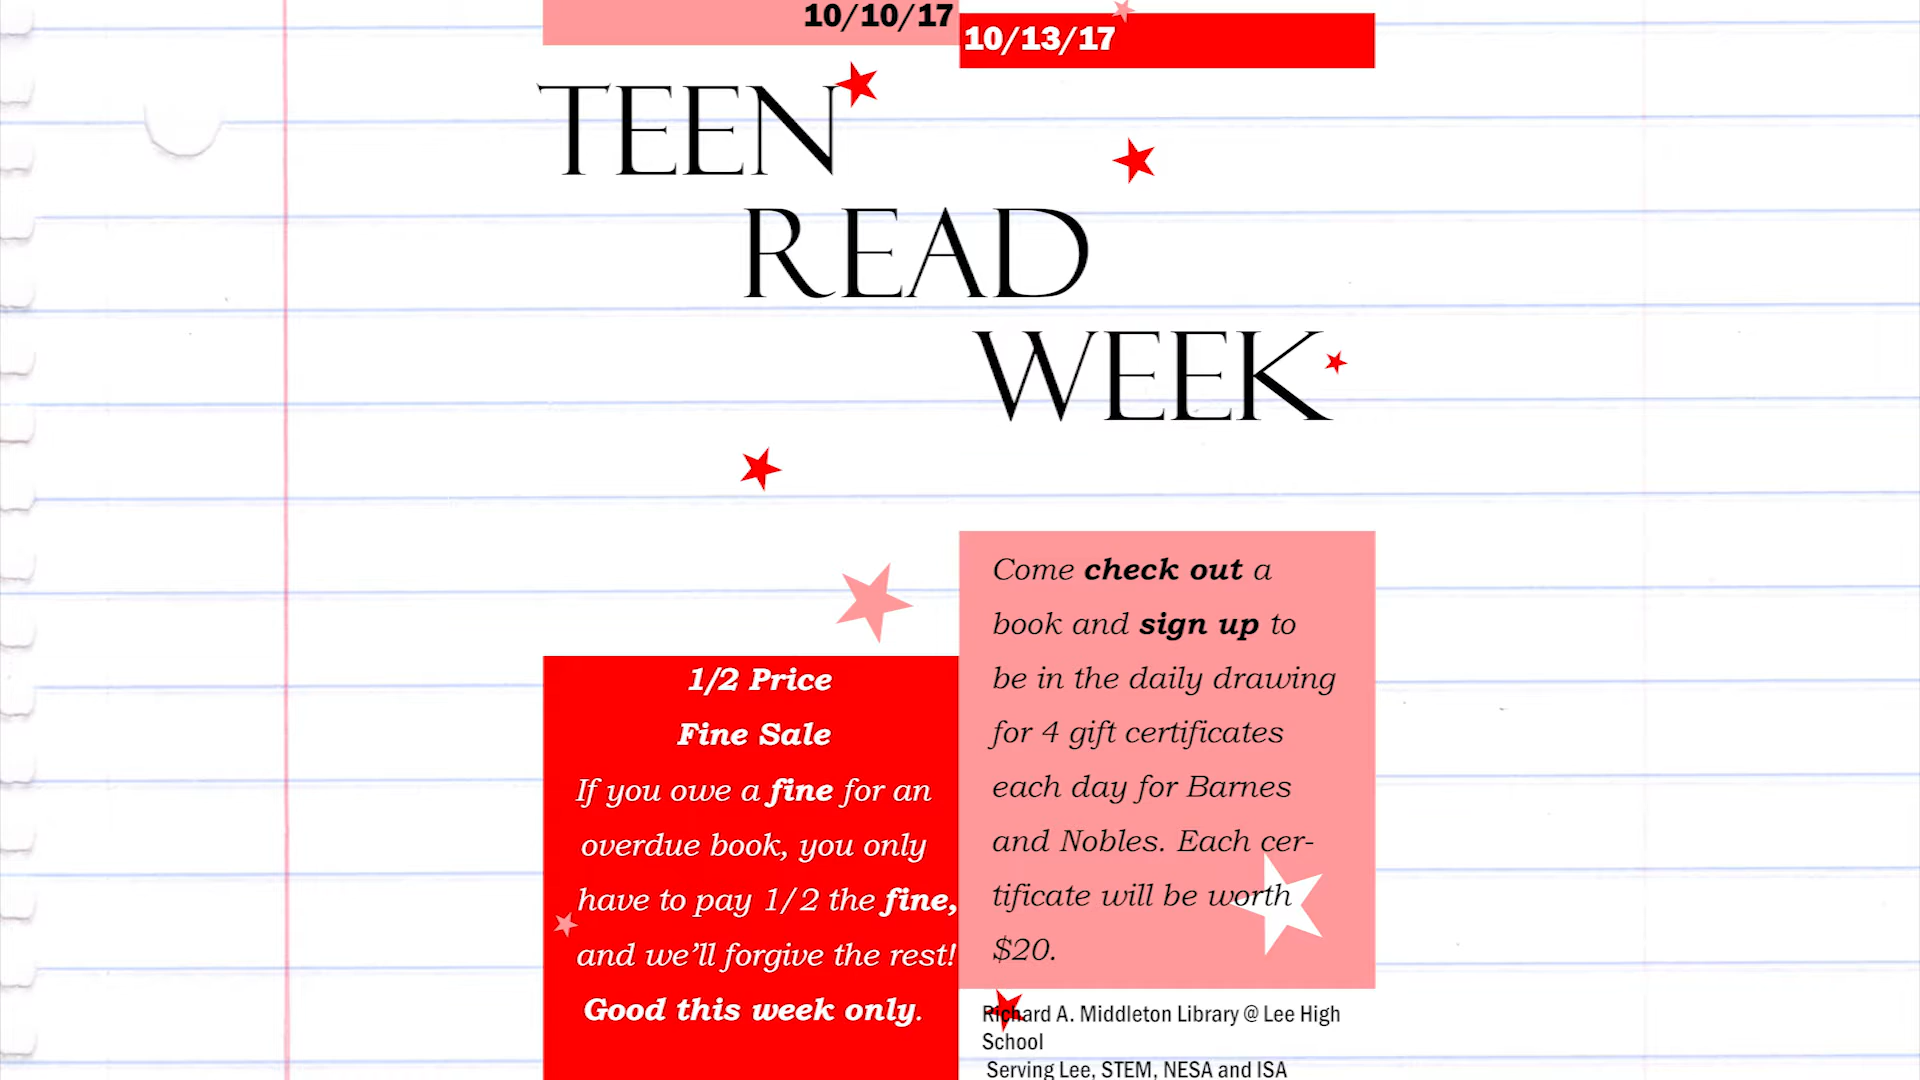 10/10/17
10/13/17
TEEN
READ
WEEK
1/2 Price
Fine Sale
If you owe a fine for an
overdue book, you only
have to pay 1/2 the fine,
and we’ll forgive the rest!
Good this week only.
Come check out a
book and sign up to
be in the daily drawing
for 4 gift certificates
each day for Barnes
and Nobles. Each cer-
tificate will be worth
$20.
Richard A. Middleton Library @ Lee High
School
Serving Lee, STEM, NESA and ISA